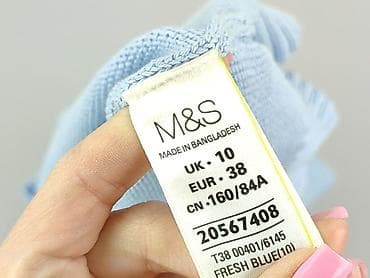 M&S
MADE IN BANGLADESH
UK • 10
EUR • 38
CN •160/84A
20567408
T38 00401/6145
FRESH BLUE(10)